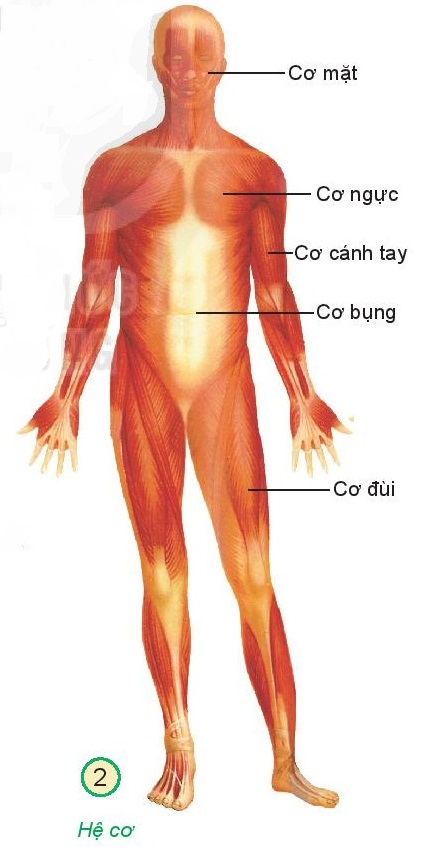 Cơ mặt
Cơ ngực
Cơ cánh tay
Cơ bụng
Cơ đùi
2
Hệ cơ